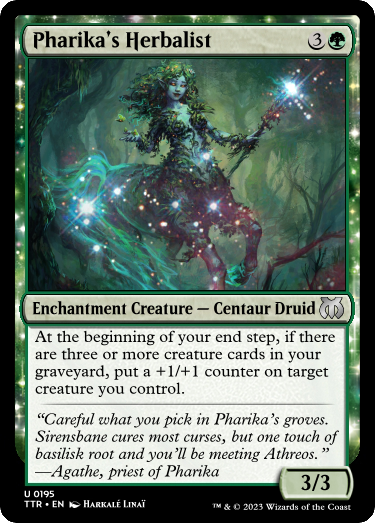 Pharika's Herbalist 3
Enchantment Creature — Centaur Druid
At the beginning of your end step, if there
are three or more creature cards in your
graveyard, put a +1/+1 counter on target
creature you control.
“Careful what you pick in Pharika’s groves.
Sirensbane cures most curses, but one touch of
basilisk root and you’ll be meeting Athreos.”
—Agathe, priest of Pharika
3/3
U 0195
TTR • EN Harkalé Linaï
™ & © 2023 Wizards of the Coast